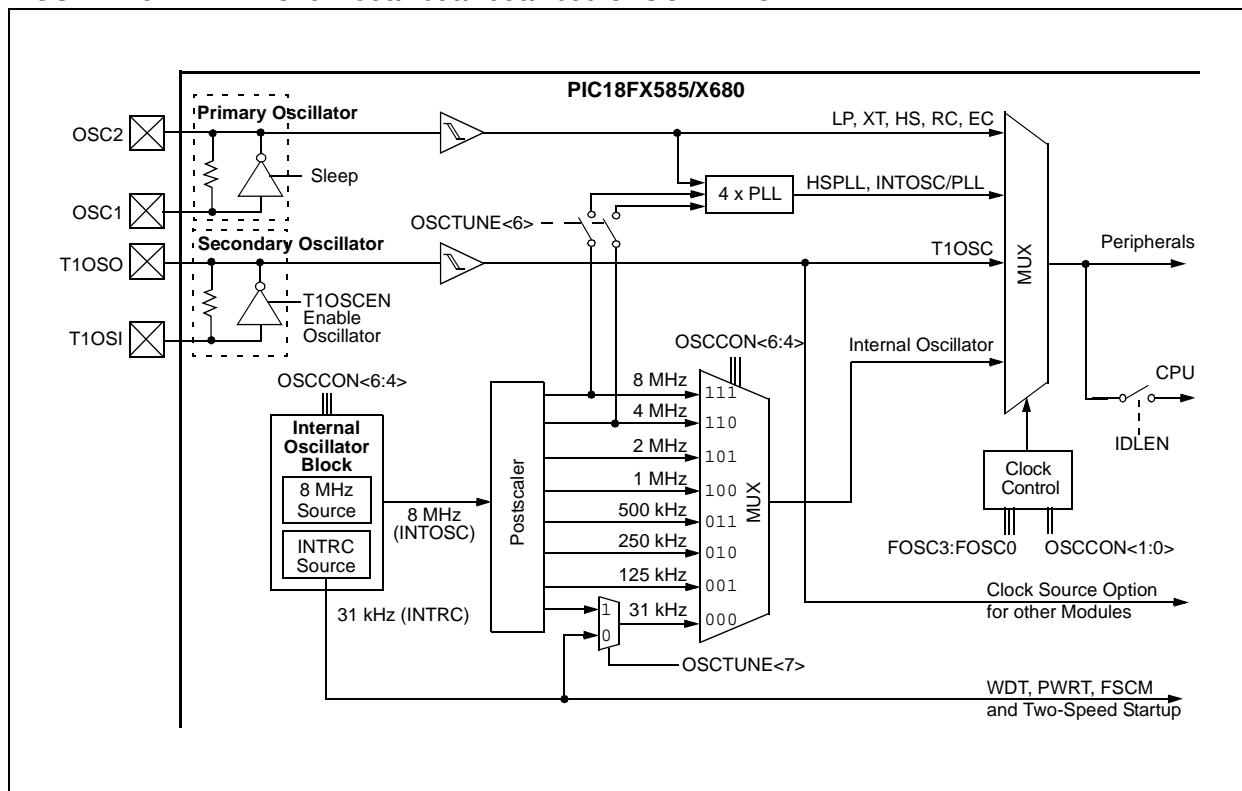 PIC18FX585/X680
Primary Oscillator
OSC2
Sleep
OSC1
LP, XT, HS, RC, EC
4 x PLL
HSPLL, INTOSC/PLL
OSCTUNE<6>
Secondary Oscillator
T1OSO
T1OSCEN
Enable
Oscillator
T1OSI
T1OSC
MUX
Peripherals
Internal Oscillator
CPU
IDLEN
OSCCON<6:4>
OSCCON<6:4>
Internal
Oscillator
Block
8 MHz
Source
INTRC
Source
8 MHz
(INTOSC)
31 kHz (INTRC)
Postscaler
8 MHz
111
4 MHz
110
2 MHz
101
1 MHz
100
500 kHz
011
250 kHz
010
125 kHz
001
1
0
31 kHz
000
MUX
OSCTUNE<7>
Clock
Control
FOSC3:FOSC0
OSCCON<1:0>
Clock Source Option
for other Modules
WDT, PWRT, FSCM
and Two-Speed Startup